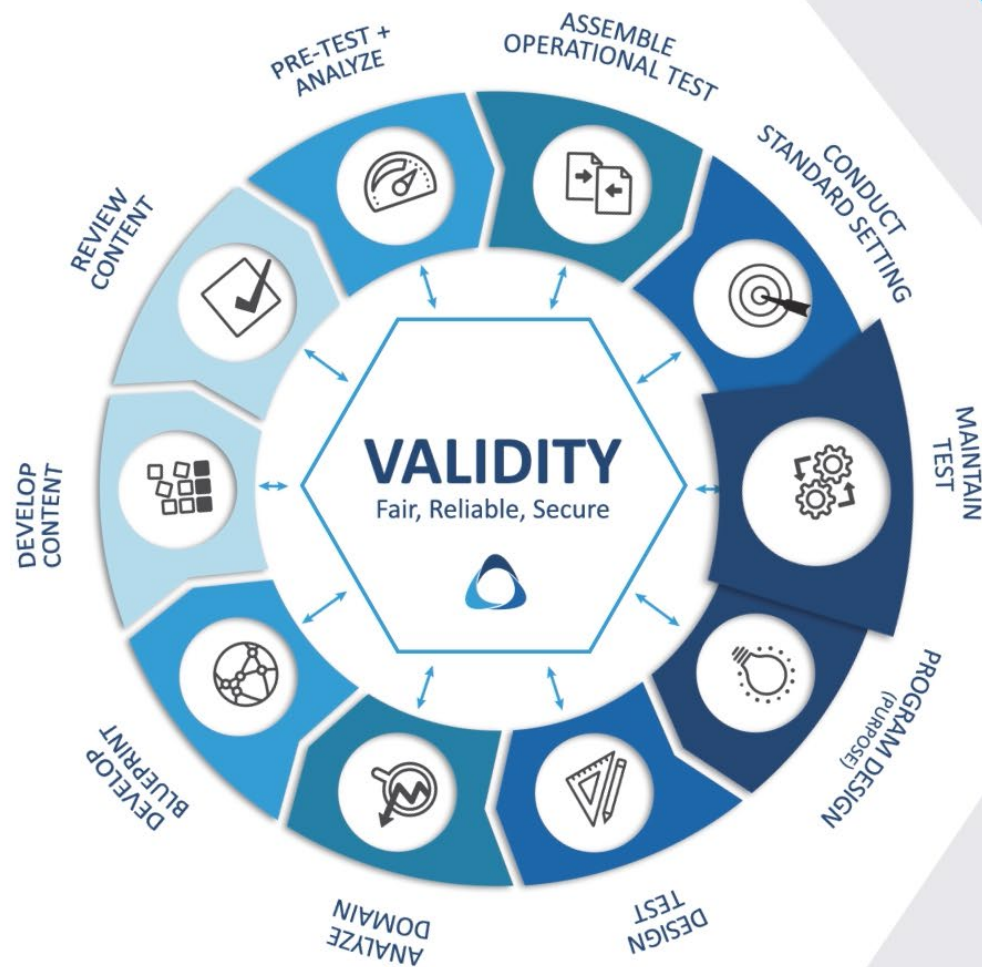 PRE-TEST +
ANALYZE
ASSEMBLE
OPERATIONAL TEST
CONDUCT
STANDARD SETTING
MAINTAIN
TEST
PROGRAM DESIGN
(PURPOSE)
DESIGN
TEST
ANALYZE
DOMAIN
DEVELOP
BLUEPRINT
DEVELOP
CONTENT
REVIEW
CONTENT
VALIDITY
Fair, Reliable, Secure